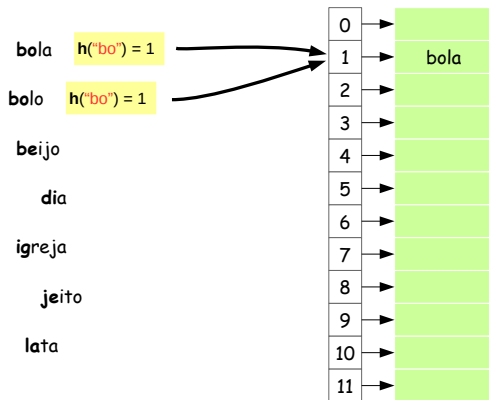 bola h(“bo”) = 1
bolo h(“bo”) = 1
beijo
dia
igreja
jeito
lata
0
1 bola
2
3
4
5
6
7
8
9
10
11